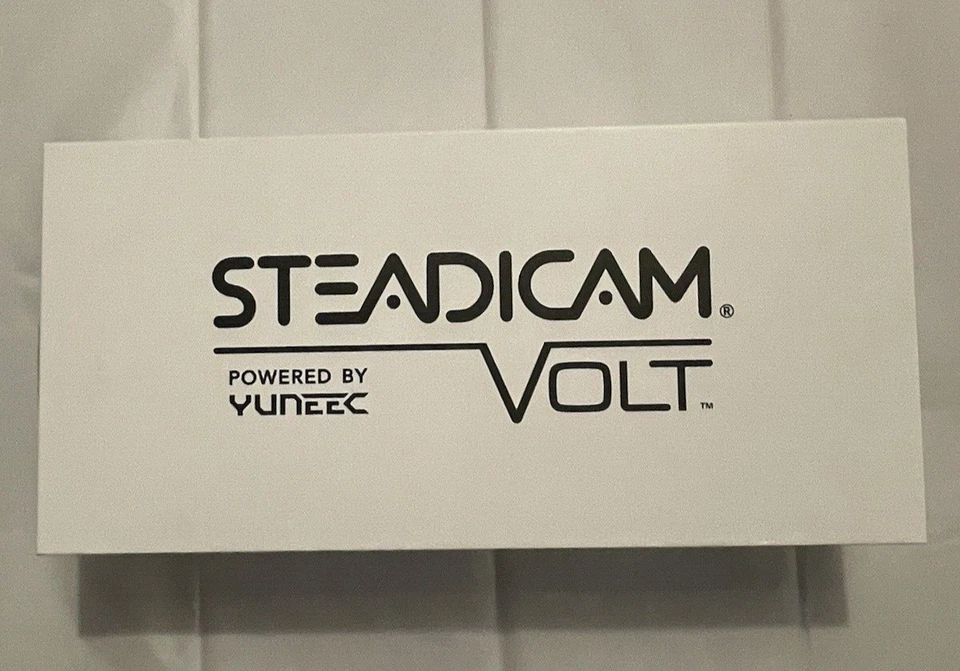 STEADICAM®
POWERED BY
YUNEEC
VOLT™